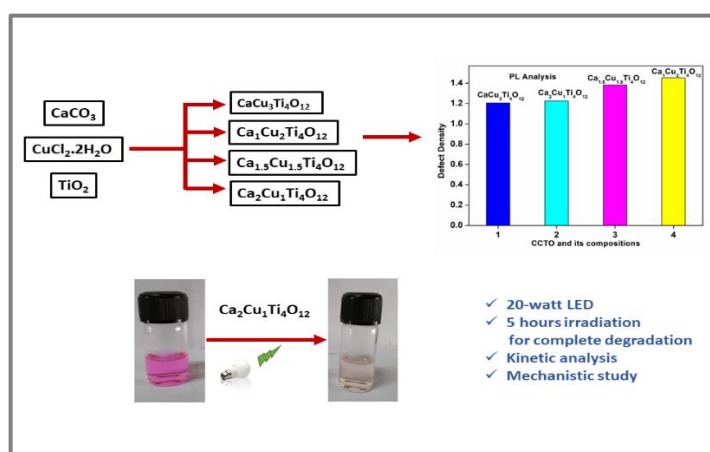 CaCO3
CuCl2.2H2O
TiO2
CaCu3Ti4O12
Ca1Cu2Ti4O12
Ca1.5Cu1.5Ti4O12
Ca2Cu1Ti4O12
PL Analysis
CaCu3Ti4O12
Ca2Cu1Ti4O12
Ca1.5Cu1.5Ti4O12
Ca1Cu2Ti4O12
Defect Density
1.4
1.2
1.0
0.8
0.6
0.4
0.2
0.0
1 2 3 4
CCTO and its compositions
Ca2Cu1Ti4O12
✓ 20-watt LED
✓ 5 hours irradiation
for complete degradation
✓ Kinetic analysis
✓ Mechanistic study